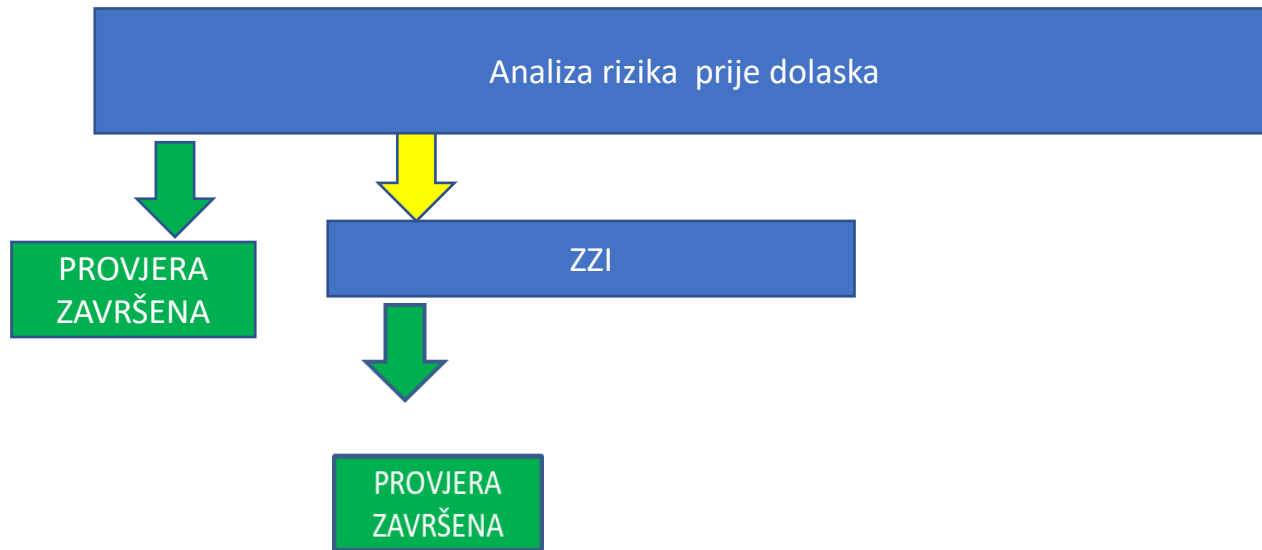 Analiza rizika  prije dolaska
PROVJERA
ZAVRŠENA
ZZI
PROVJERA
ZAVRŠENA